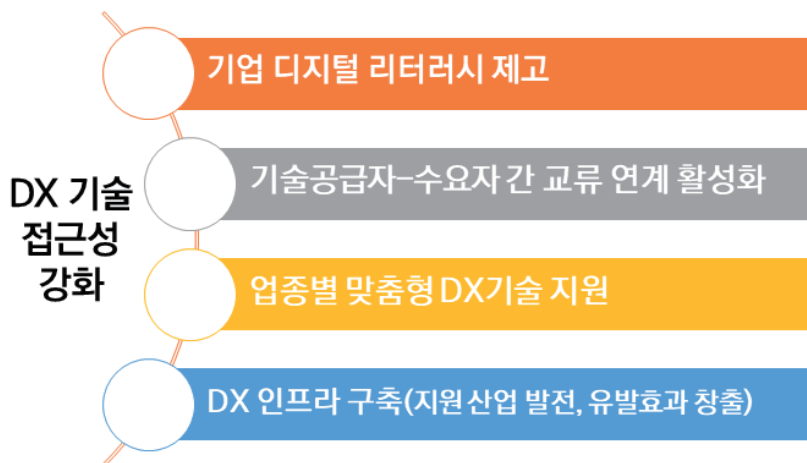 DX 기술
접근성
강화
기업 디지털 리터러시 제고
기술공급자-수요자 간 교류 연계 활성화
업종별 맞춤형 DX기술 지원
DX 인프라 구축(지원 산업 발전, 유발효과 창출)